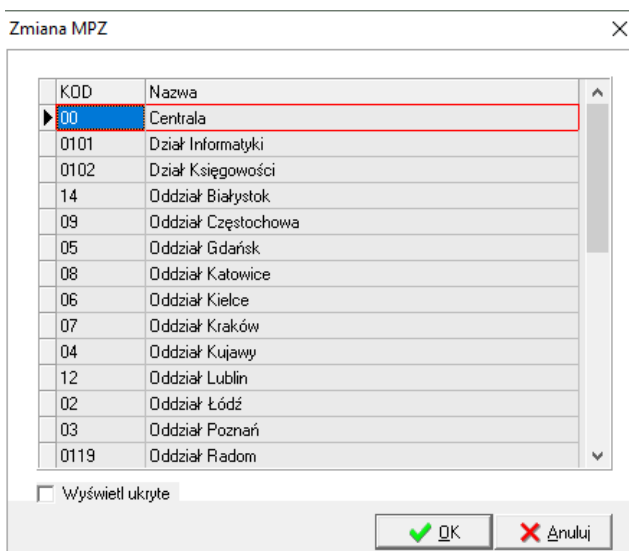 Zmiana MPZ
KOD Nazwa
00 Centrala
0101 Dział Informatyki
0102 Dział Księgowości
14 Oddział Białystok
09 Oddział Częstochowa
05 Oddział Gdańsk
08 Oddział Katowice
06 Oddział Kielce
07 Oddział Kraków
04 Oddział Kujawy
12 Oddział Lublin
02 Oddział Łódź
03 Oddział Poznań
0119 Oddział Radom
Wyświetl ukryte
OK Anuluj